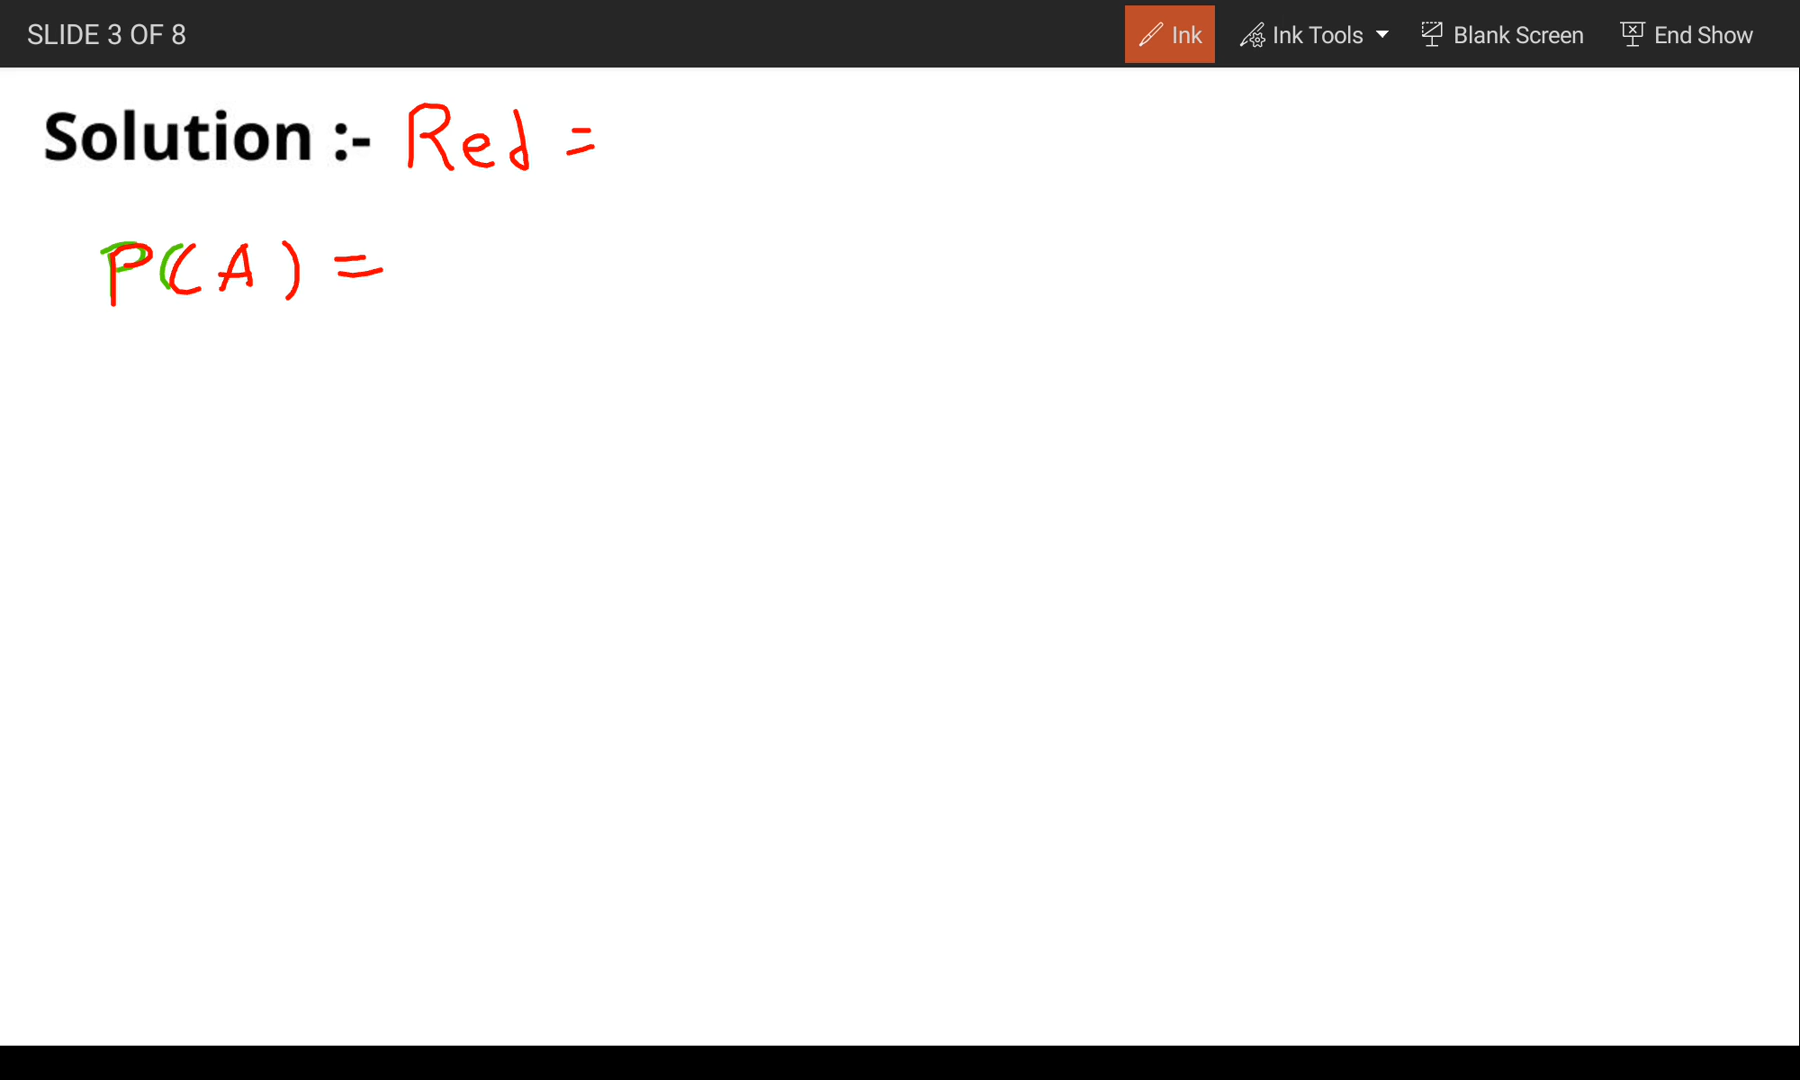 SLIDE 3 OF 8 Ink Ink Tools Blank Screen End Show
Solution :- Red =
P(A) =